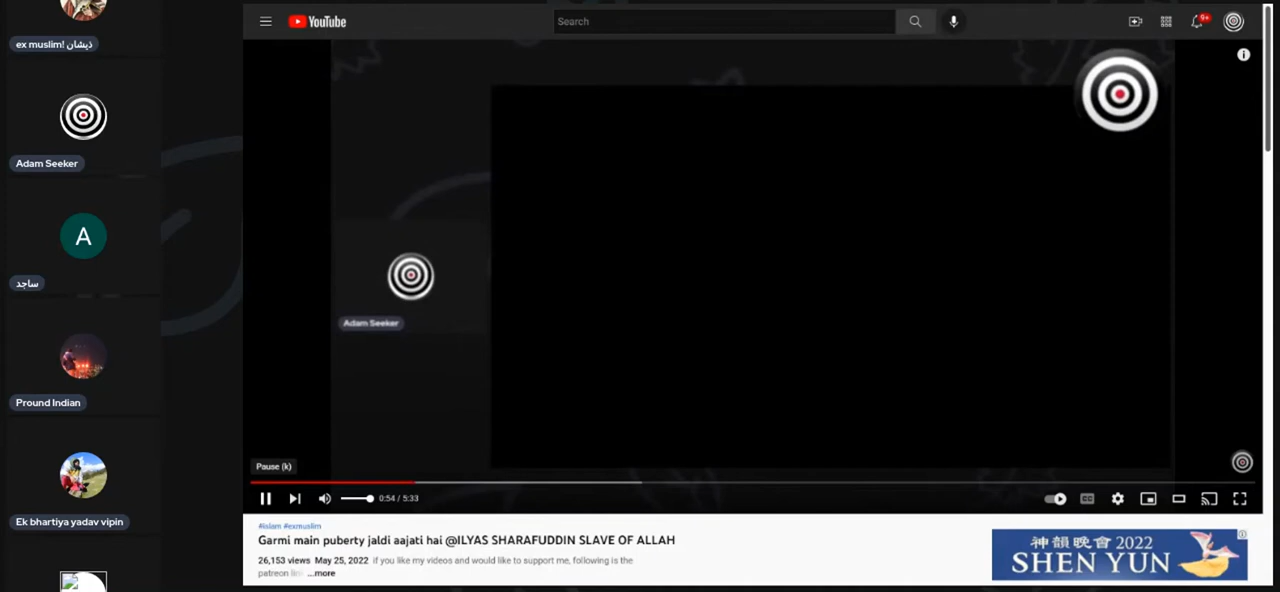 YouTube
Search
9+
ex muslim! ذیشان
Adam Seeker
A
ساجد
Pround Indian
Ek bhartiya yadav vipin
Adam Seeker
Pause (k)
0:54 / 5:33
CC
#islam #exmuslim
Garmi main puberty jaldi aajati hai @ILYAS SHARAFUDDIN SLAVE OF ALLAH
26,153 views May 25, 2022 if you like my videos and would like to support me, following is the
patreon ...more
神韻晚會 2022
SHEN YUN